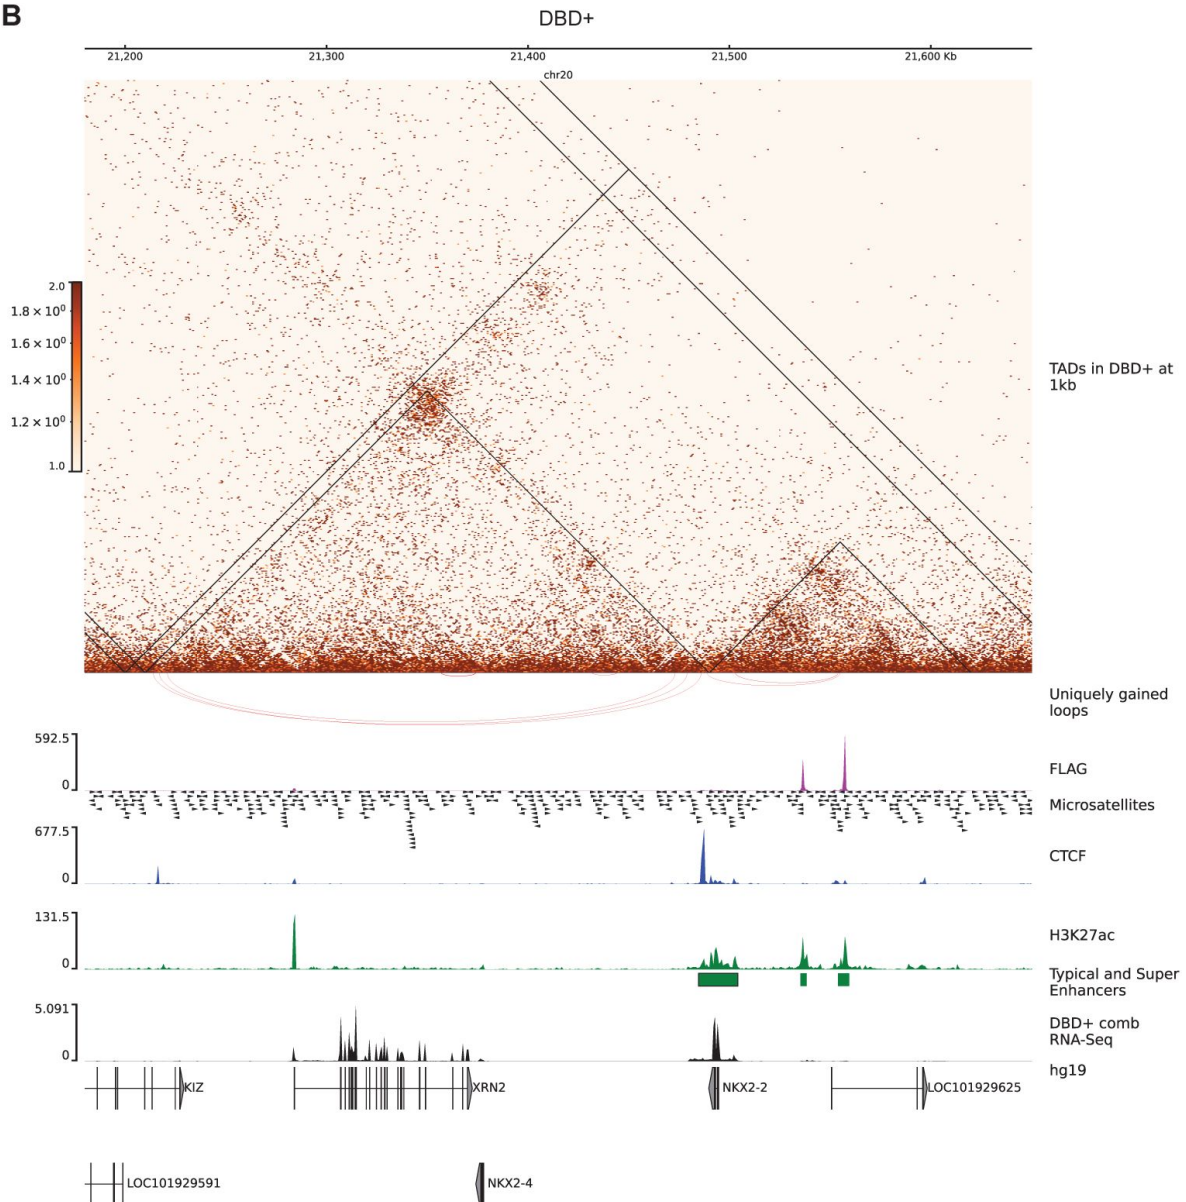 B
DBD+
21,200 21,300 21,400 21,500 21,600 Kb
chr20
2.0
1.8 × 10⁰
1.6 × 10⁰
1.4 × 10⁰
1.2 × 10⁰
1.0
TADs in DBD+ at
1kb
Uniquely gained
loops
592.5
0
FLAG
Microsatellites
677.5
0
CTCF
131.5
0
H3K27ac
Typical and Super
Enhancers
5.091
0
DBD+ comb
RNA-Seq
hg19
KIZ XRN2 NKX2-2 LOC101929625
LOC101929591 NKX2-4